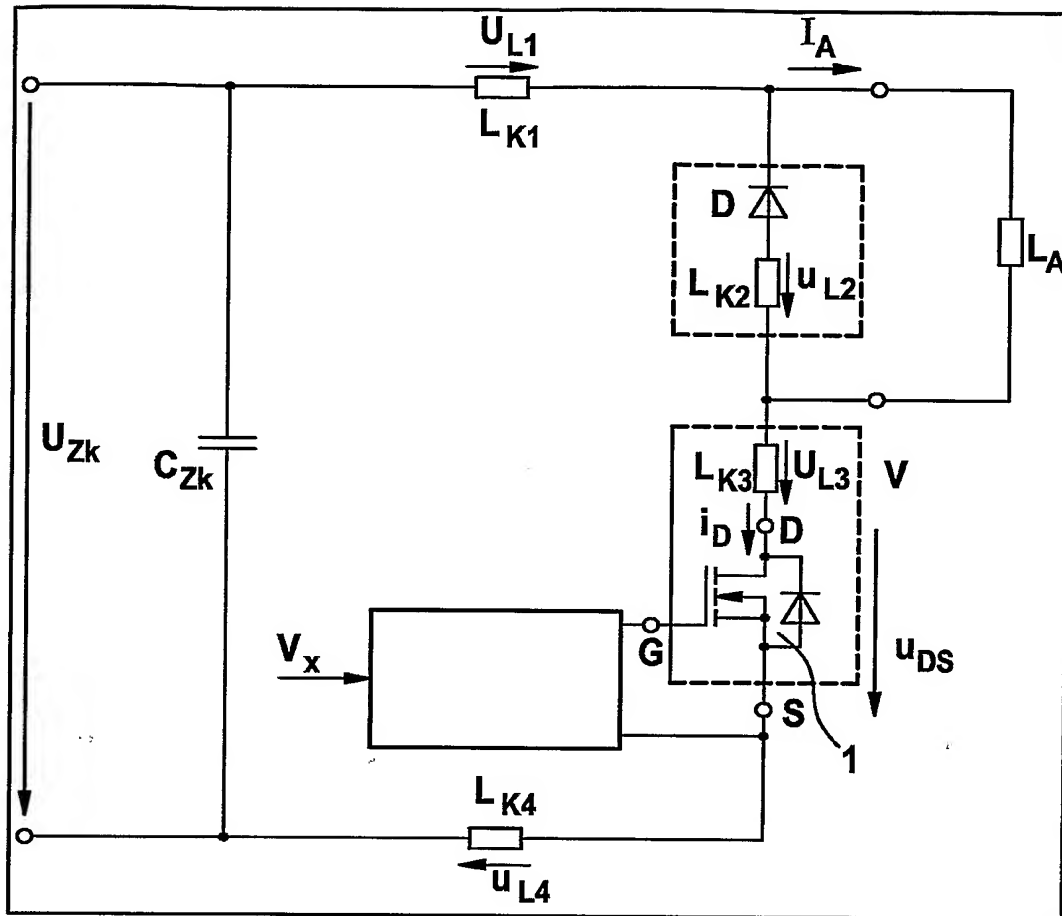 U_L1
I_A
L_K1
D
L_A
L_K2
u_L2
U_Zk
C_Zk
L_K3
U_L3
V
i_D
D
V_x
G
u_DS
S
1
L_K4
u_L4